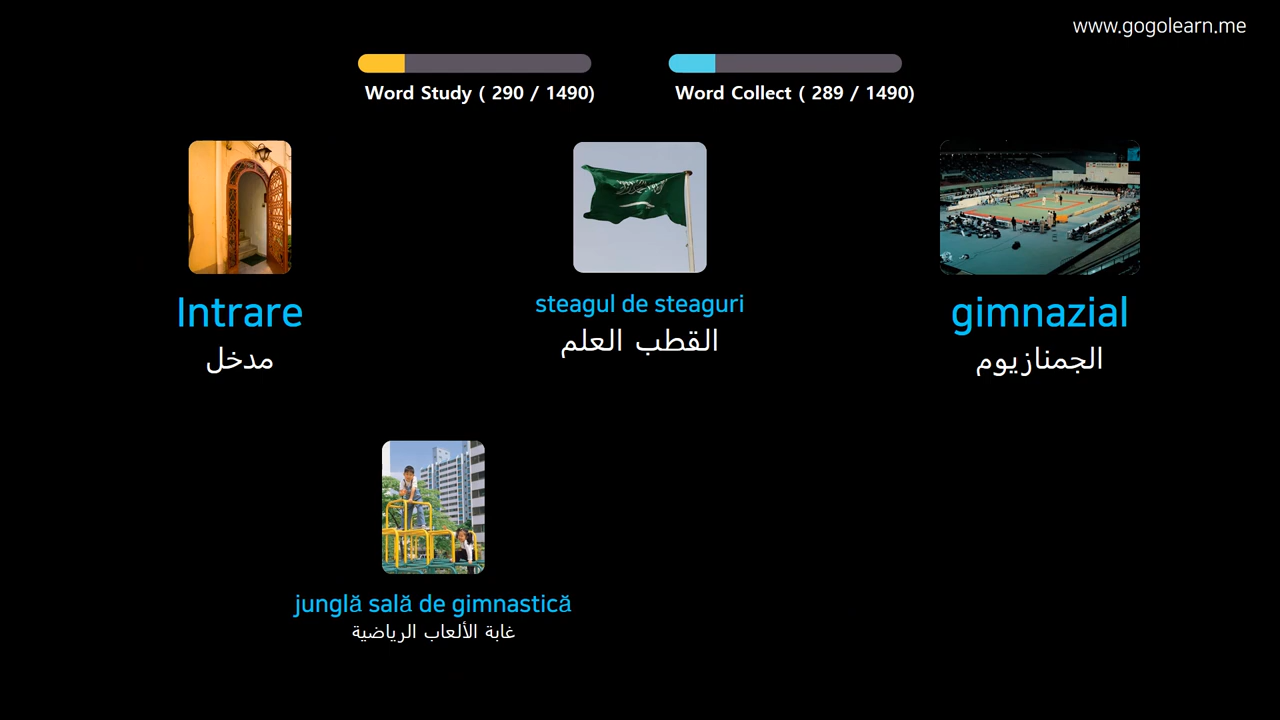 www.gogolearn.me
Word Study ( 290 / 1490)
Word Collect ( 289 / 1490)
Intrare
مدخل
steagul de steaguri
القطب العلم
gimnazial
الجمنازيوم
junglă sală de gimnastică
غابة الألعاب الرياضية